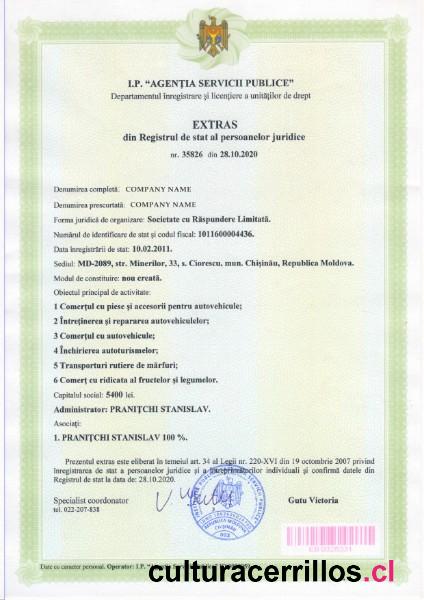 I.P. “AGENȚIA SERVICII PUBLICE”
Departamentul înregistrare și licențiere a unităților de drept
EXTRAS
din Registrul de stat al persoanelor juridice
nr. 35826 din 28.10.2020
Denumirea completă: COMPANY NAME
Denumirea prescurtată: COMPANY NAME
Forma juridică de organizare: Societate cu Răspundere Limitată.
Numărul de identificare de stat și codul fiscal: 1011600004436.
Data înregistrării de stat: 10.02.2011.
Sediul: MD-2089, str. Minerilor, 33, s. Ciorescu, mun. Chișinău, Republica Moldova.
Modul de constituire: nou creată.
Obiectul principal de activitate:
1 Comerțul cu piese și accesorii pentru autovehicule;
2 Întreținerea și repararea autovehiculelor;
3 Comerțul cu autovehicule;
4 Închirierea autoturismelor;
5 Transporturi rutiere de mărfuri;
6 Comerț cu ridicata al fructelor și legumelor.
Capitalul social: 5400 lei.
Administrator: PRANIȚCHI STANISLAV.
Asociați:
1. PRANIȚCHI STANISLAV 100 %.
Prezentul extras este eliberat în temeiul art. 34 al Legii nr. 220-XVI din 19 octombrie 2007 privind
înregistrarea de stat a persoanelor juridice și a întreprinzătorilor individuali și confirmă datele din
Registrul de stat la data de: 28.10.2020.
Specialist coordonator
Gutu Victoria
tel. 022-207-838
Date cu caracter personal. Operator: I.P. "Agenția Servicii Publice"
culturacerrillos.cl